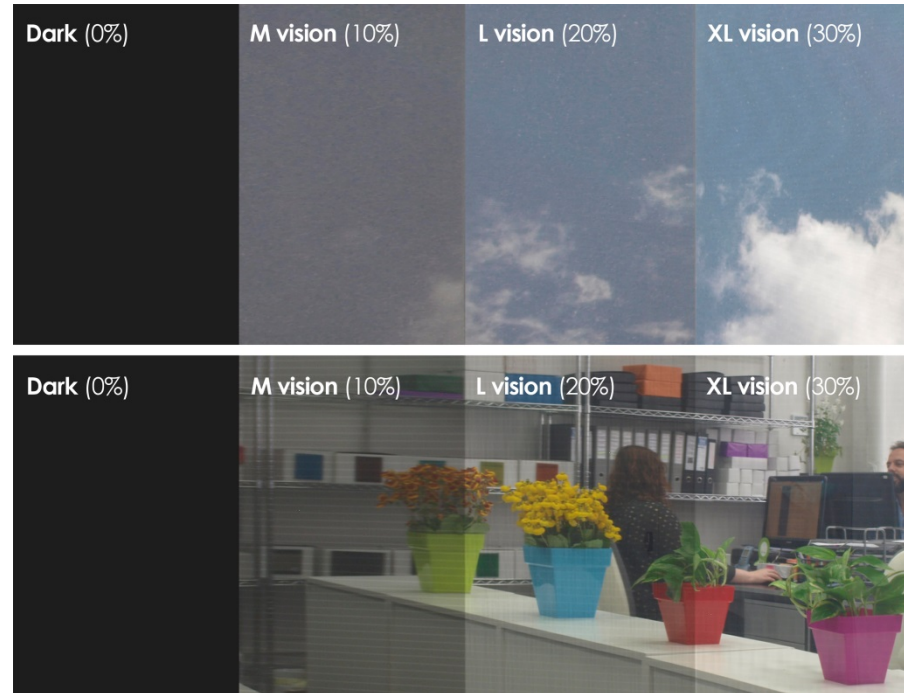 Dark (0%)
M vision (10%)
L vision (20%)
XL vision (30%)
Dark (0%)
M vision (10%)
L vision (20%)
XL vision (30%)